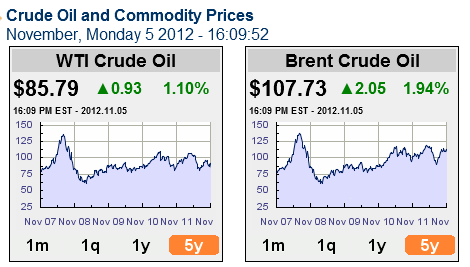 Crude Oil and Commodity Prices
November, Monday 5 2012 - 16:09:52
WTI Crude Oil
$85.79 ▲0.93 1.10%
16:09 PM EST - 2012.11.05
150
125
100
75
50
25
Nov 07 Nov 08 Nov 09 Nov 10 Nov 11 Nov
1m 1q 1y 5y
Brent Crude Oil
$107.73 ▲2.05 1.94%
16:09 PM EST - 2012.11.05
150
125
100
75
50
25
Nov 07 Nov 08 Nov 09 Nov 10 Nov 11 Nov
1m 1q 1y 5y